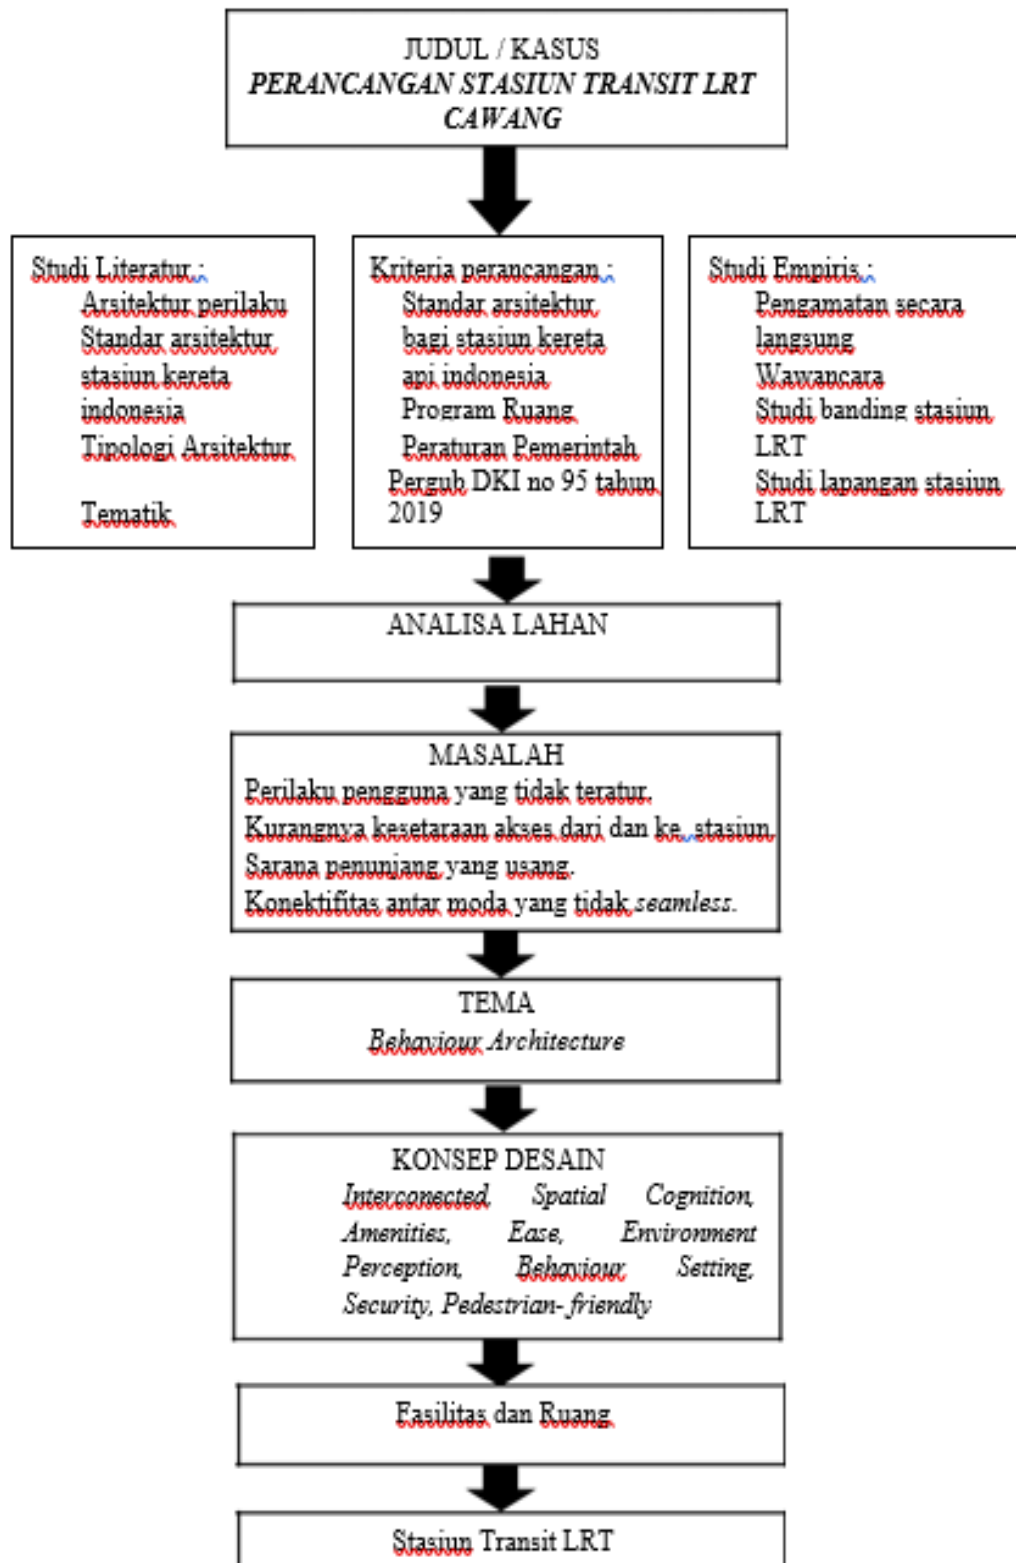 JUDUL / KASUS
PERANCANGAN STASIUN TRANSIT LRT
CAWANG
Studi Literatur :
Arsitektur perilaku
Standar arsitektur
stasiun kereta
indonesia
Tipologi Arsitektur
Tematik
Kriteria perancangan :
Standar arsitektur
bagi stasiun kereta
api indonesia
Program Ruang
Peraturan Pemerintah
Pergub DKI no 95 tahun
2019
Studi Empiris :
Pengamatan secara
langsung
Wawancara
Studi banding stasiun
LRT
Studi lapangan stasiun
LRT
ANALISA LAHAN
MASALAH
Perilaku pengguna yang tidak teratur.
Kurangnya kesetaraan akses dari dan ke stasiun
Sarana penunjang yang usang.
Konektifitas antar moda yang tidak seamless.
TEMA
Behaviour Architecture
KONSEP DESAIN
Interconected, Spatial Cognition,
Amenities, Ease, Environment
Perception, Behaviour Setting,
Security, Pedestrian- friendly
Fasilitas dan Ruang
Stasiun Transit LRT